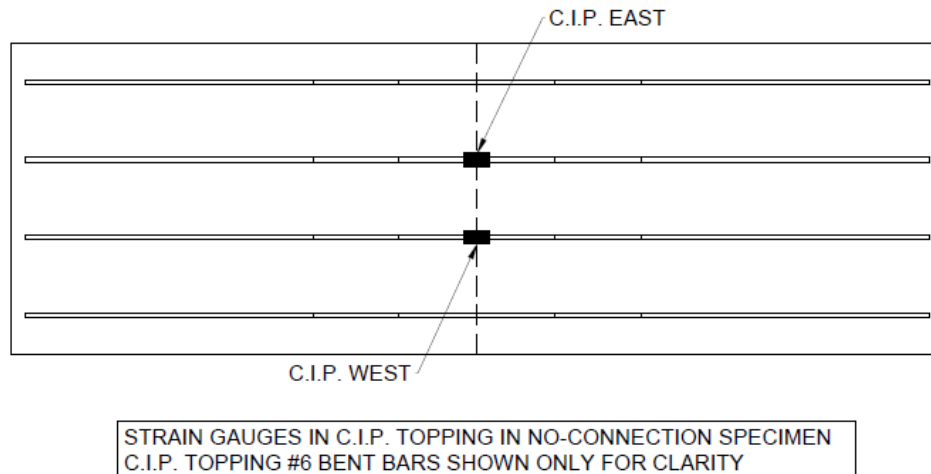 C.I.P. EAST
C.I.P. WEST
STRAIN GAUGES IN C.I.P. TOPPING IN NO-CONNECTION SPECIMEN
C.I.P. TOPPING #6 BENT BARS SHOWN ONLY FOR CLARITY